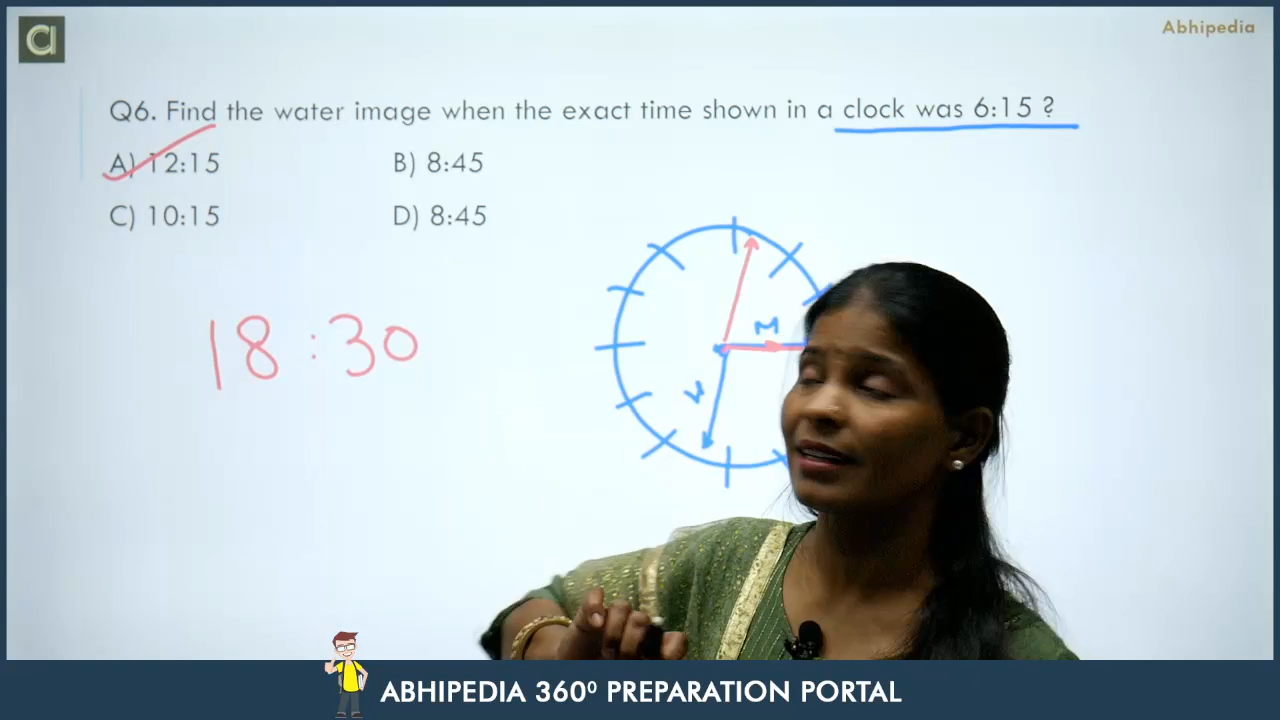 Abhipedia
Q6. Find the water image when the exact time shown in a clock was 6:15 ?
A) 12:15 B) 8:45
C) 10:15 D) 8:45
18:30
M
ABHIPEDIA 360⁰ PREPARATION PORTAL